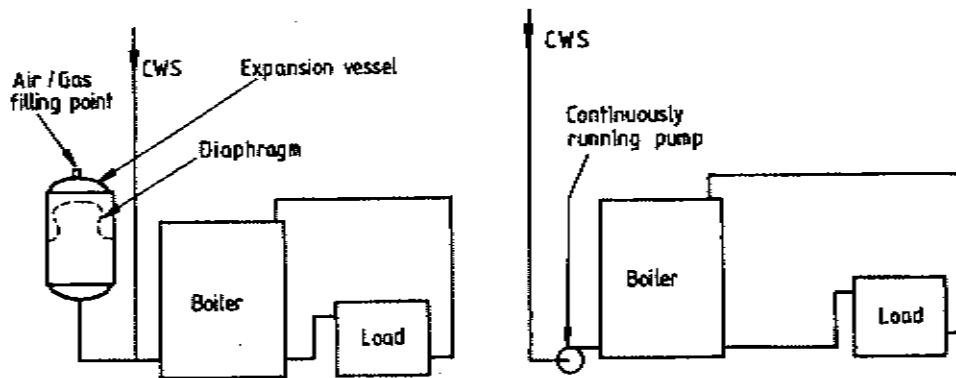 CWS
Expansion vessel
Air / Gas
filling point
Diaphragm
Boiler
Load
CWS
Continuously
running pump
Boiler
Load